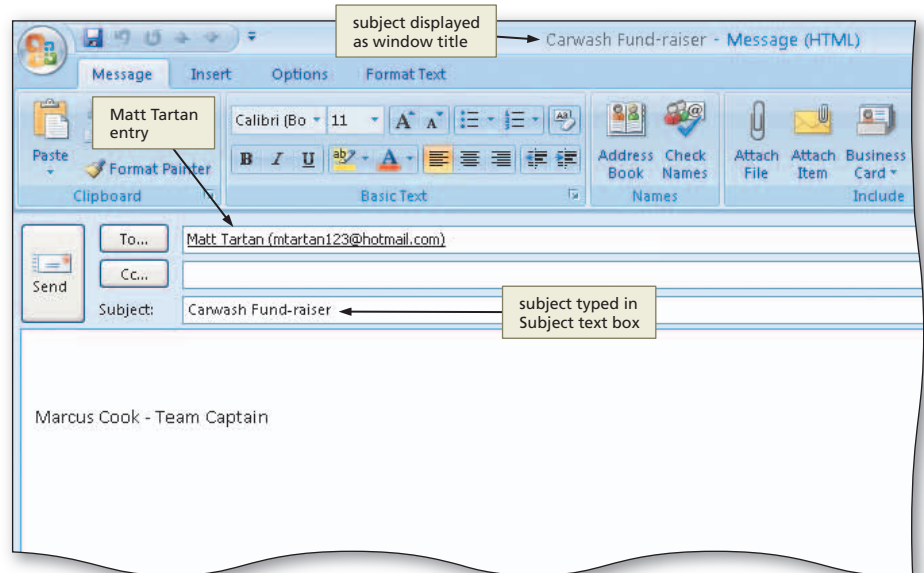 subject displayed
as window title
Carwash Fund-raiser - Message (HTML)
Message Insert Options Format Text
Matt Tartan
entry
Calibri (Bo 11 A A
Paste
Format Painter
B I U ab A
Address Book
Check Names
Attach File
Attach Item
Business Card
Clipboard Basic Text Names Include
To... Matt Tartan (mtartan123@hotmail.com)
Send
Cc...
Subject: Carwash Fund-raiser
subject typed in
Subject text box
Marcus Cook - Team Captain